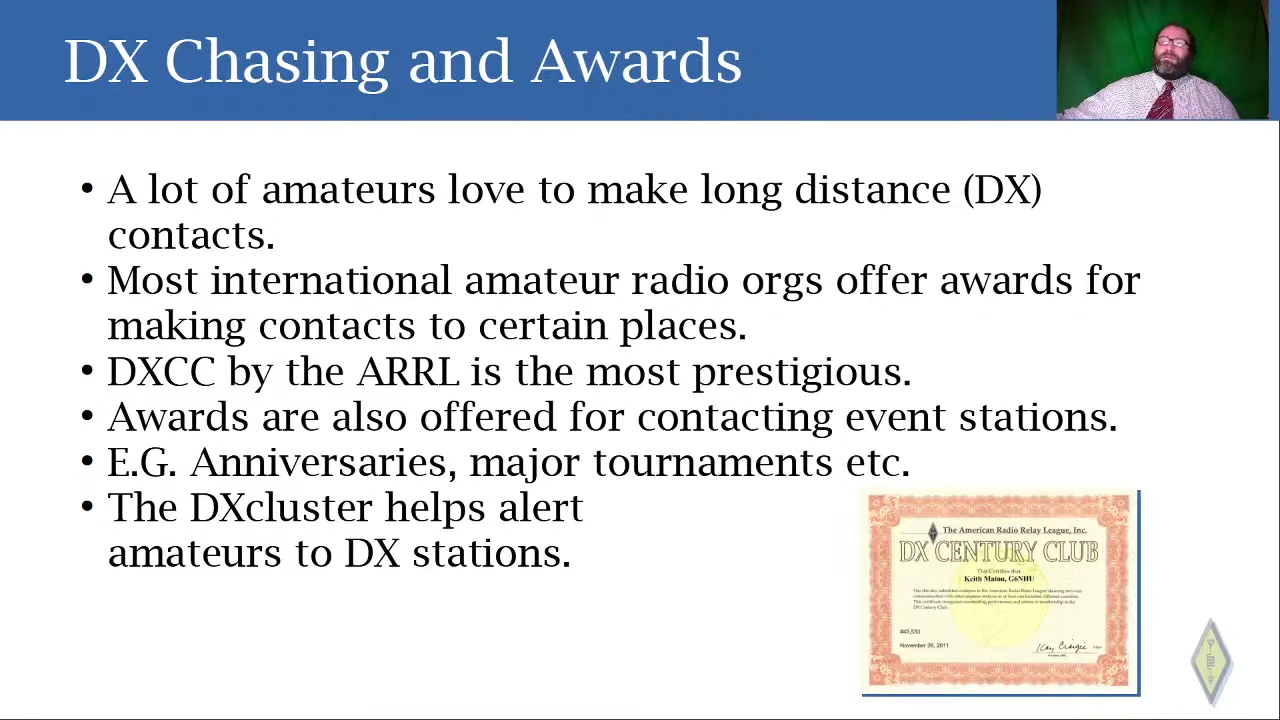 DX Chasing and Awards
• A lot of amateurs love to make long distance (DX)
contacts.
• Most international amateur radio orgs offer awards for
making contacts to certain places.
• DXCC by the ARRL is the most prestigious.
• Awards are also offered for contacting event stations.
• E.G. Anniversaries, major tournaments etc.
• The DXcluster helps alert
amateurs to DX stations.
The American Radio Relay League, Inc.
DX CENTURY CLUB
This Certifies that
Keith Maton, G6NHU
#45,533
November 26, 2011